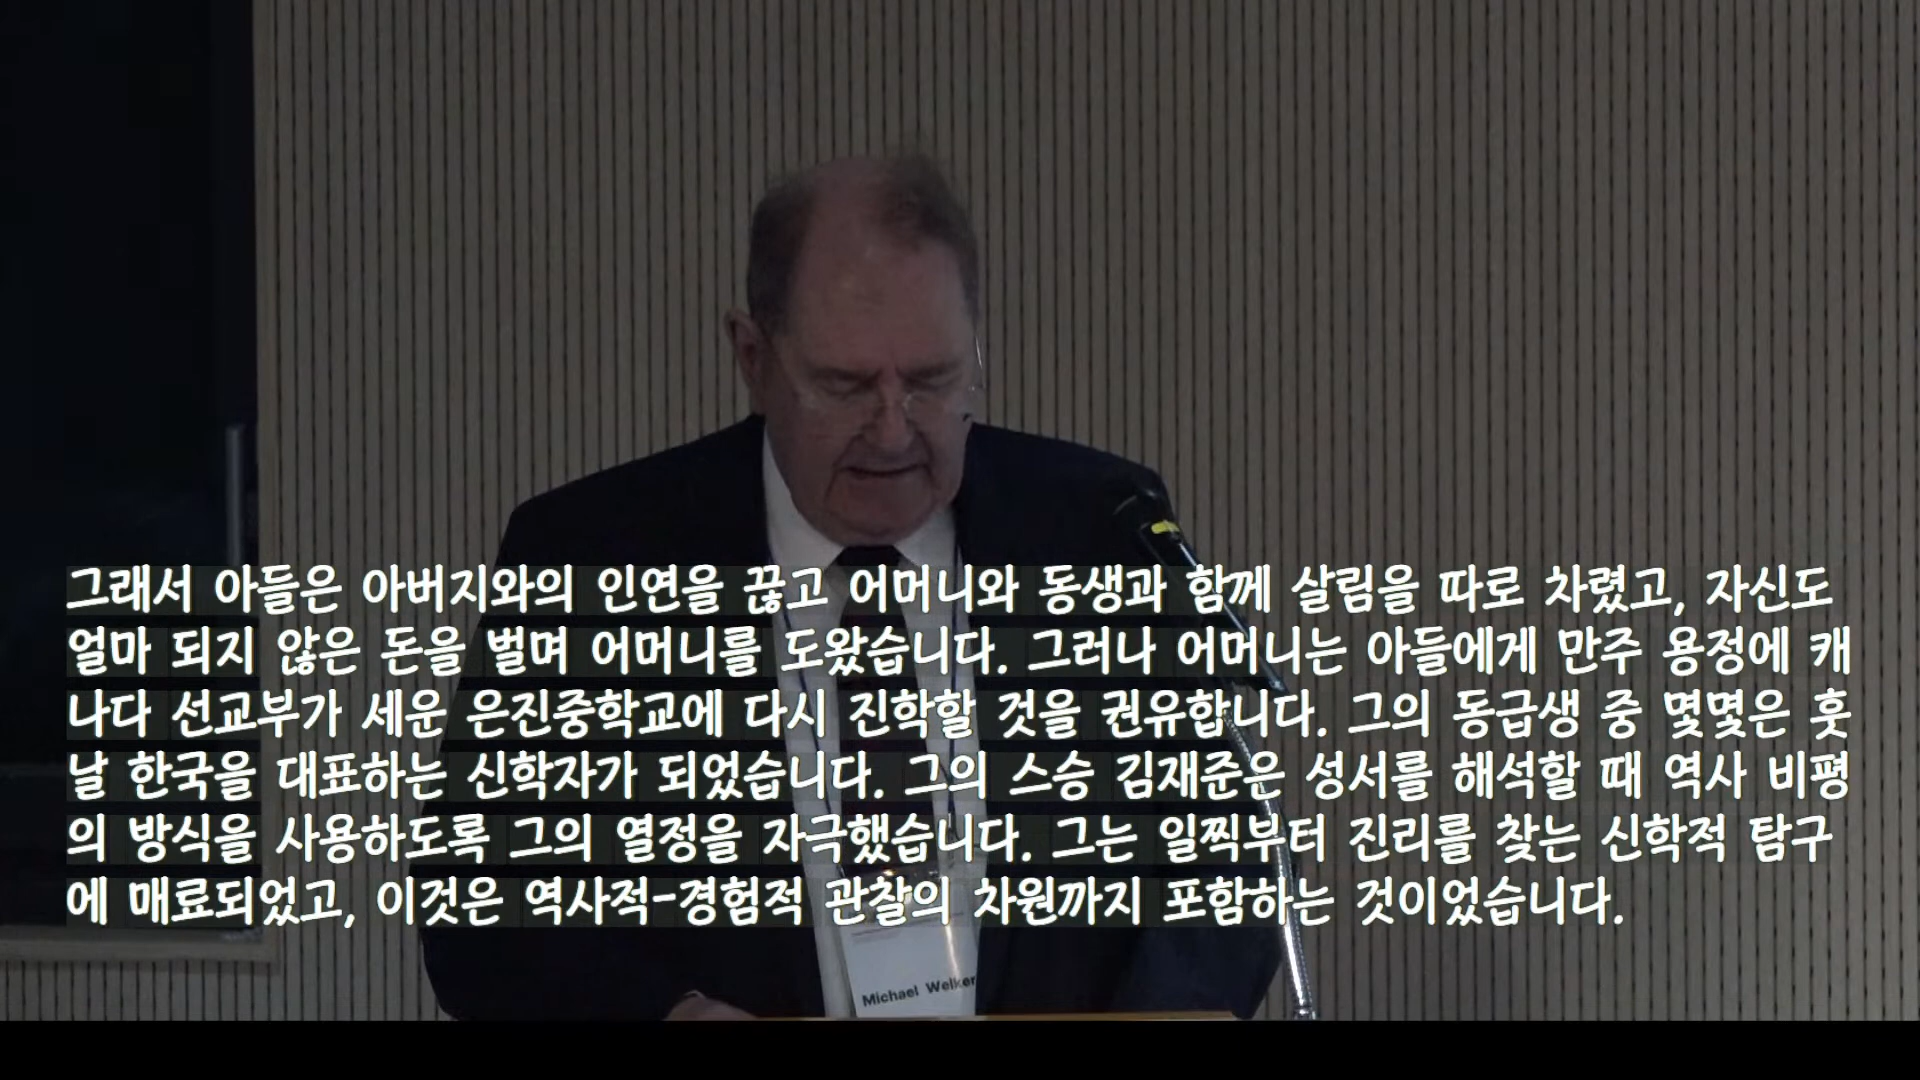 그래서 아들은 아버지와의 인연을 끊고 어머니와 동생과 함께 살림을 따로 차렸고, 자신도
얼마 되지 않은 돈을 벌며 어머니를 도왔습니다. 그러나 어머니는 아들에게 만주 용정에 캐
나다 선교부가 세운 은진중학교에 다시 진학할 것을 권유합니다. 그의 동급생 중 몇몇은 훗
날 한국을 대표하는 신학자가 되었습니다. 그의 스승 김재준은 성서를 해석할 때 역사 비평
의 방식을 사용하도록 그의 열정을 자극했습니다. 그는 일찍부터 진리를 찾는 신학적 탐구
에 매료되었고, 이것은 역사적-경험적 관찰의 차원까지 포함하는 것이었습니다.
Michael Welker